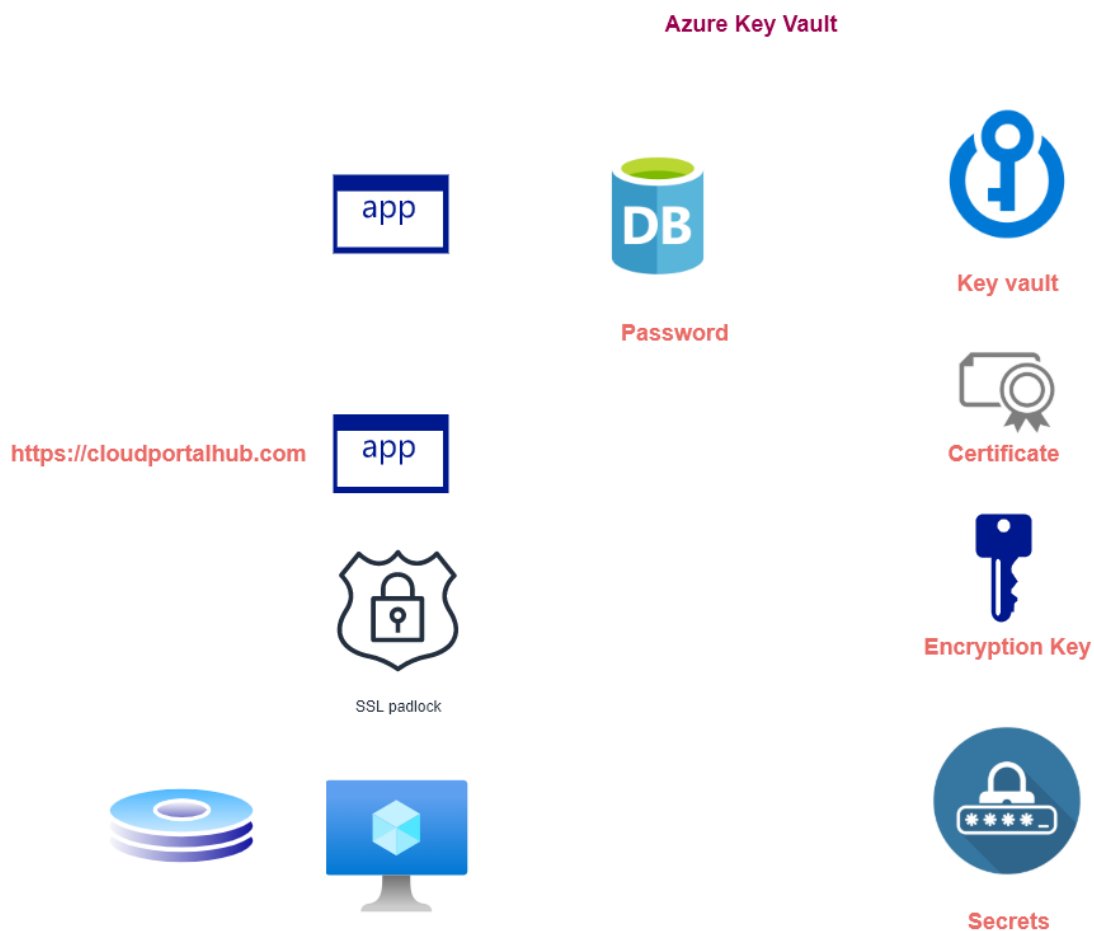 Azure Key Vault
app
DB
Key vault
Password
https://cloudportalhub.com
app
Certificate
Encryption Key
SSL padlock
****_
Secrets